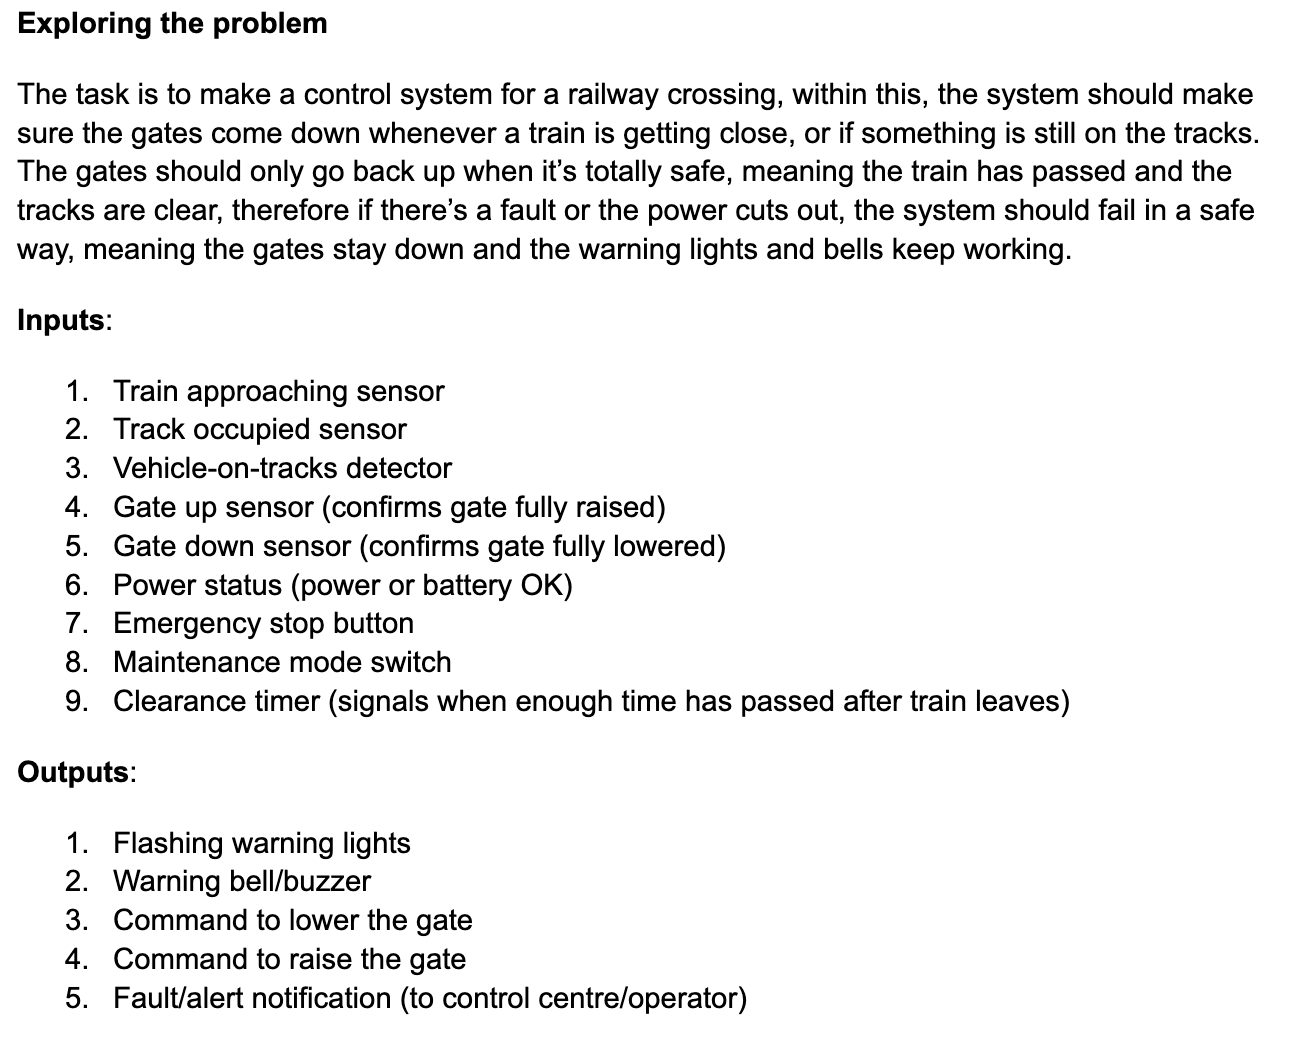 Exploring the problem
The task is to make a control system for a railway crossing, within this, the system should make
sure the gates come down whenever a train is getting close, or if something is still on the tracks.
The gates should only go back up when it’s totally safe, meaning the train has passed and the
tracks are clear, therefore if there’s a fault or the power cuts out, the system should fail in a safe
way, meaning the gates stay down and the warning lights and bells keep working.
Inputs:
1. Train approaching sensor
2. Track occupied sensor
3. Vehicle-on-tracks detector
4. Gate up sensor (confirms gate fully raised)
5. Gate down sensor (confirms gate fully lowered)
6. Power status (power or battery OK)
7. Emergency stop button
8. Maintenance mode switch
9. Clearance timer (signals when enough time has passed after train leaves)
Outputs:
1. Flashing warning lights
2. Warning bell/buzzer
3. Command to lower the gate
4. Command to raise the gate
5. Fault/alert notification (to control centre/operator)